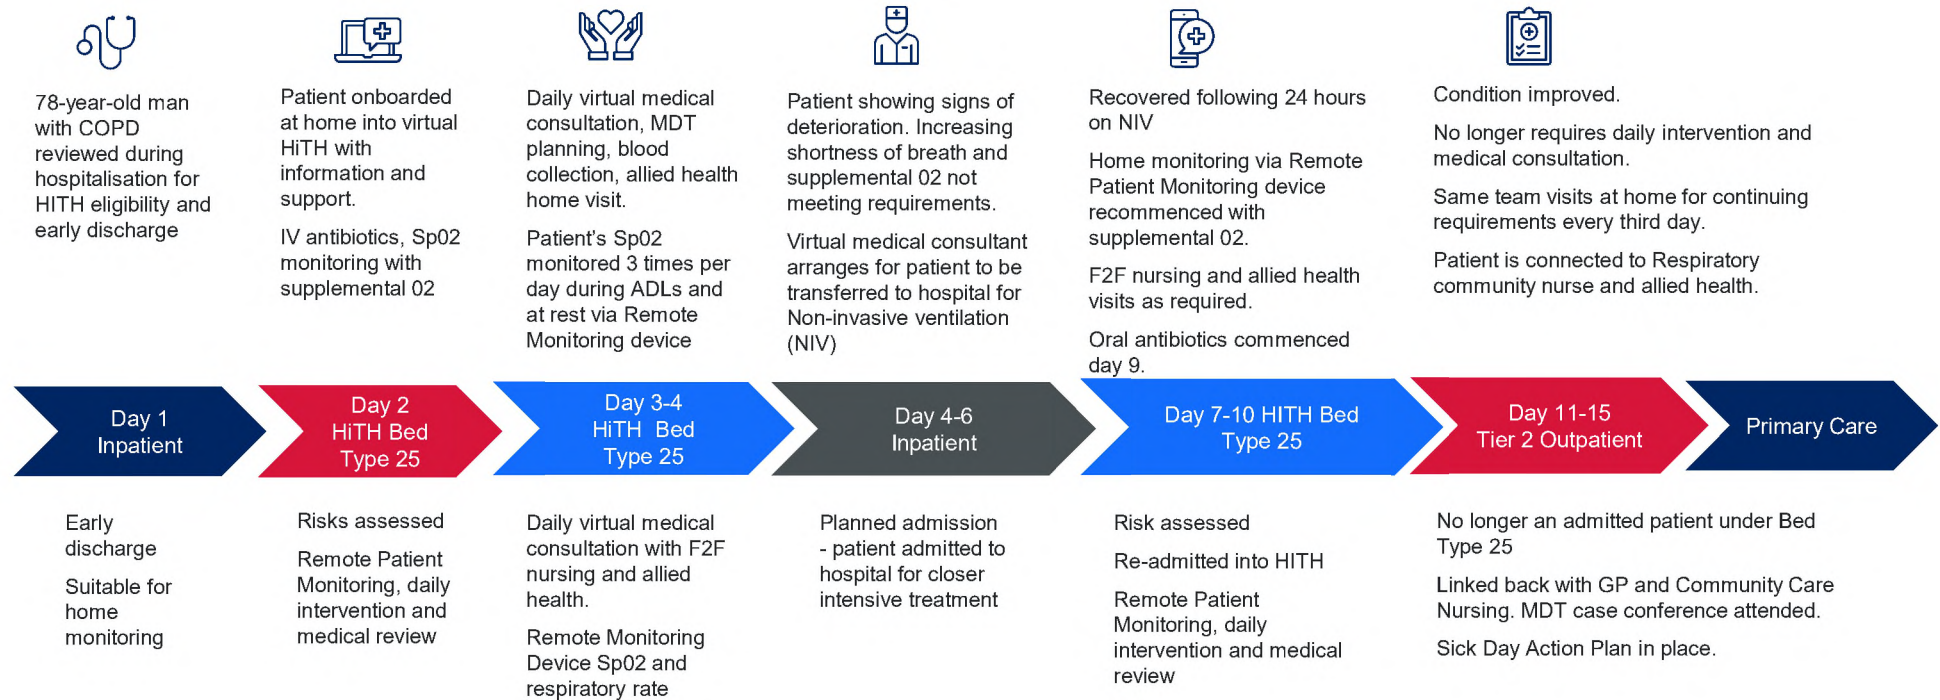 78-year-old man
with COPD
reviewed during
hospitalisation for
HITH eligibility and
early discharge
Patient onboarded
at home into virtual
HiTH with
information and
support.
IV antibiotics, Sp02
monitoring with
supplemental 02
Daily virtual medical
consultation, MDT
planning, blood
collection, allied health
home visit.
Patient's Sp02
monitored 3 times per
day during ADLs and
at rest via Remote
Monitoring device
Patient showing signs of
deterioration. Increasing
shortness of breath and
supplemental 02 not
meeting requirements.
Virtual medical consultant
arranges for patient to be
transferred to hospital for
Non-invasive ventilation
(NIV)
Recovered following 24 hours
on NIV
Home monitoring via Remote
Patient Monitoring device
recommenced with
supplemental 02.
F2F nursing and allied health
visits as required.
Oral antibiotics commenced
day 9.
Condition improved.
No longer requires daily intervention and
medical consultation.
Same team visits at home for continuing
requirements every third day.
Patient is connected to Respiratory
community nurse and allied health.
Day 1
Inpatient
Day 2
HiTH Bed
Type 25
Day 3-4
HiTH Bed
Type 25
Day 4-6
Inpatient
Day 7-10 HITH Bed
Type 25
Day 11-15
Tier 2 Outpatient
Primary Care
Early
discharge
Suitable for
home
monitoring
Risks assessed
Remote Patient
Monitoring, daily
intervention and
medical review
Daily virtual medical
consultation with F2F
nursing and allied
health.
Remote Monitoring
Device Sp02 and
respiratory rate
Planned admission
- patient admitted to
hospital for closer
intensive treatment
Risk assessed
Re-admitted into HITH
Remote Patient
Monitoring, daily
intervention and medical
review
No longer an admitted patient under Bed
Type 25
Linked back with GP and Community Care
Nursing. MDT case conference attended.
Sick Day Action Plan in place.